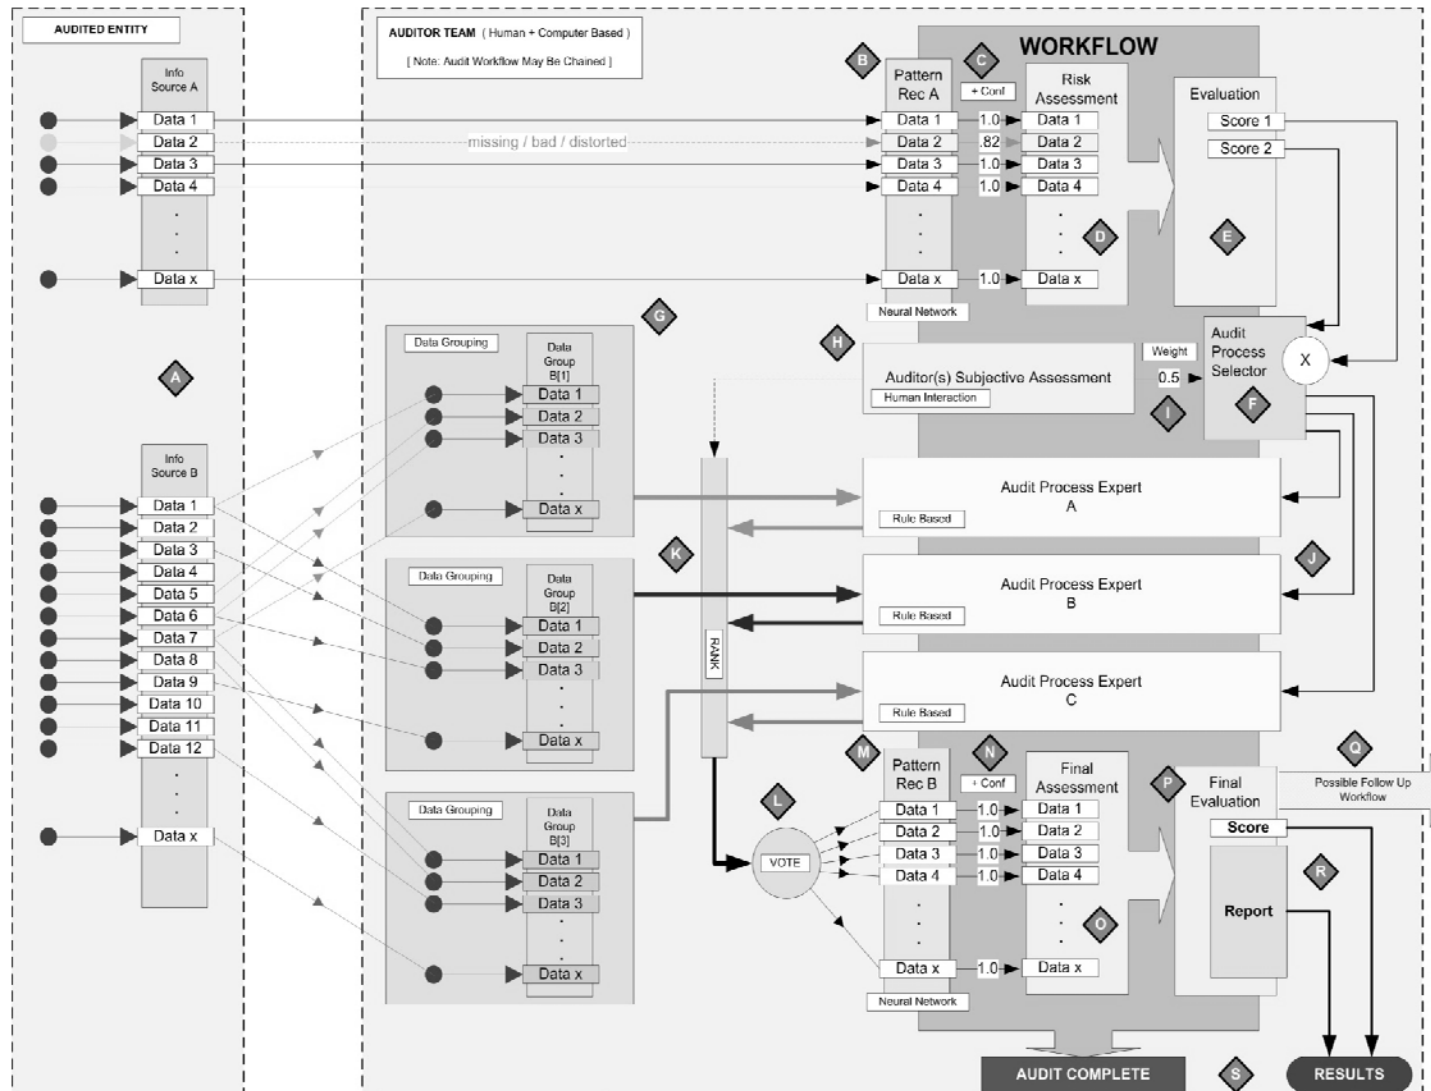 AUDITED ENTITY
AUDITOR TEAM ( Human + Computer Based )
[ Note: Audit Workflow May Be Chained ]
WORKFLOW
Info
Source A
Data 1
Data 2
Data 3
Data 4
Data x
missing / bad / distorted
B
Pattern
Rec A
Data 1
Data 2
Data 3
Data 4
Data x
Neural Network
C
+ Conf
1.0
.82
1.0
1.0
1.0
Risk
Assessment
Data 1
Data 2
Data 3
Data 4
D
Data x
Evaluation
Score 1
Score 2
E
A
G
Data Grouping
Data
Group
B[1]
Data 1
Data 2
Data 3
Data x
H
Auditor(s) Subjective Assessment
Human Interaction
Weight
0.5
I
Audit
Process
Selector
X
F
Info
Source B
Data 1
Data 2
Data 3
Data 4
Data 5
Data 6
Data 7
Data 8
Data 9
Data 10
Data 11
Data 12
Data x
Audit Process Expert
A
Rule Based
K
RANK
Data Grouping
Data
Group
B[2]
Data 1
Data 2
Data 3
Data x
Audit Process Expert
B
Rule Based
J
Audit Process Expert
C
Rule Based
Data Grouping
Data
Group
B[3]
Data 1
Data 2
Data 3
Data x
L
VOTE
M
Pattern
Rec B
Data 1
Data 2
Data 3
Data 4
Data x
Neural Network
N
+ Conf
1.0
1.0
1.0
1.0
1.0
Final
Assessment
Data 1
Data 2
Data 3
Data 4
O
Data x
P
Final
Evaluation
Score
Report
Q
Possible Follow Up
Workflow
R
AUDIT COMPLETE
S
RESULTS